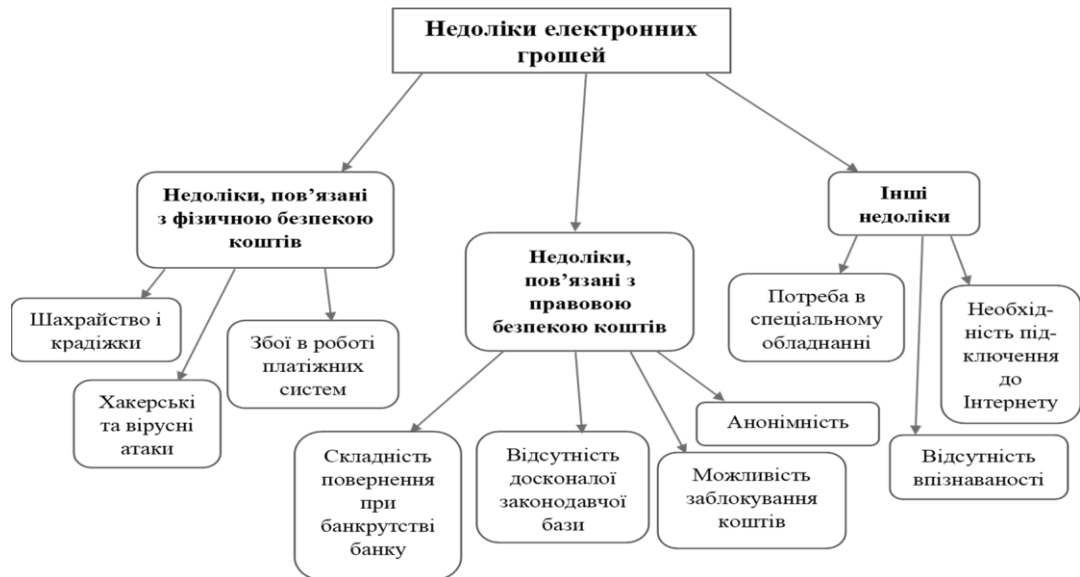 Недоліки електронних
грошей
Недоліки, пов’язані
з фізичною безпекою
коштів
Шахрайство і
крадіжки
Хакерські
та вірусні
атаки
Збої в роботі
платіжних
систем
Недоліки,
пов’язані з
правовою
безпекою коштів
Складність
повернення
при
банкрутстві
банку
Відсутність
досконалої
законодавчої
бази
Можливість
заблокування
коштів
Анонімність
Інші
недоліки
Потреба в
спеціальному
обладнанні
Відсутність
впізнаваності
Необхід-
ність під-
ключення
до
Інтернету